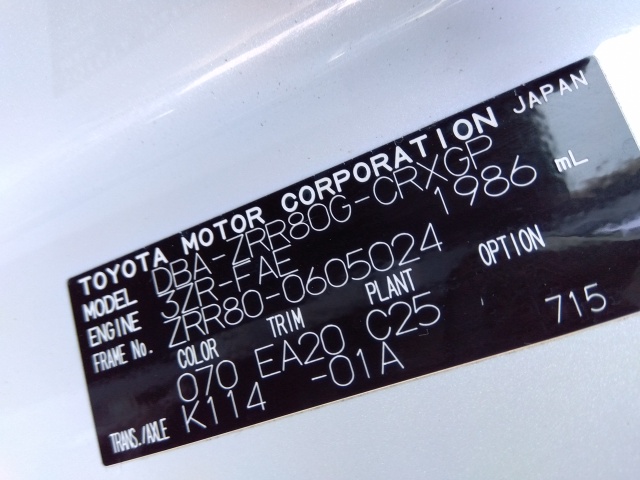 TOYOTA MOTOR CORPORATION JAPAN
MODEL DBA-ZRR80G-CRXGP
ENGINE 3ZR-FAE 1986 mL
FRAME No. ZRR80-0605024
COLOR TRIM PLANT OPTION
070 EA20 C25 715
TRANS./AXLE K114 -01A